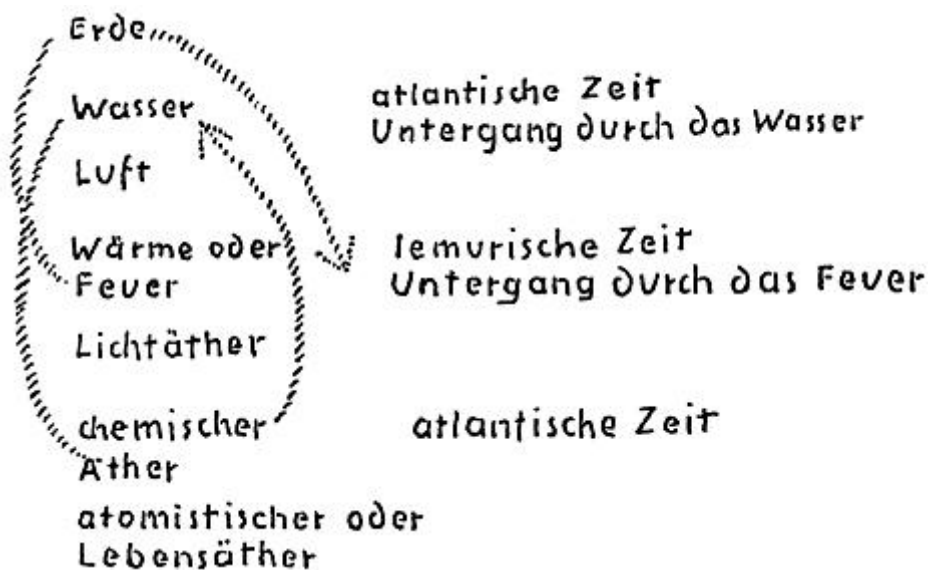 Erde
Wasser
atlantische Zeit
Untergang durch das Wasser
Luft
Wärme oder
Feuer
lemurische Zeit
Untergang durch das Feuer
Lichtäther
chemischer
Äther
atlantische Zeit
atomistischer oder
Lebensäther